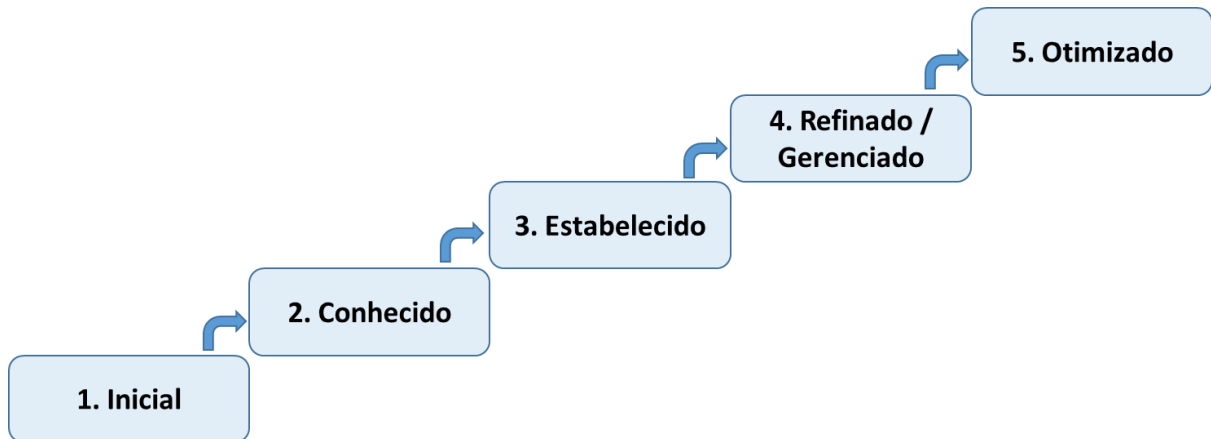 5. Otimizado
4. Refinado /
Gerenciado
3. Estabelecido
2. Conhecido
1. Inicial